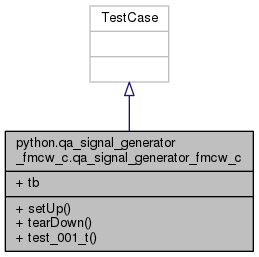 TestCase
python.qa_signal_generator
_fmcw_c.qa_signal_generator_fmcw_c
+ tb
+ setUp()
+ tearDown()
+ test_001_t()